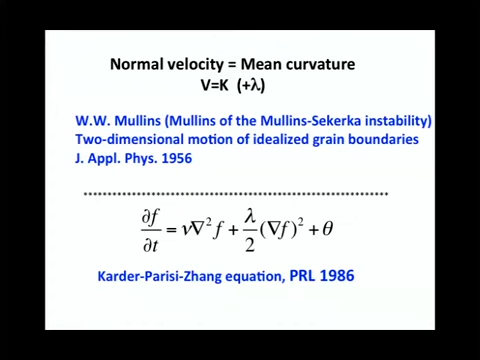 Normal velocity = Mean curvature
V=K (+λ)
W.W. Mullins (Mullins of the Mullins-Sekerka instability)
Two-dimensional motion of idealized grain boundaries
J. Appl. Phys. 1956
∂f/∂t = ν∇²f + λ/2 (∇f)² + θ
Karder-Parisi-Zhang equation, PRL 1986